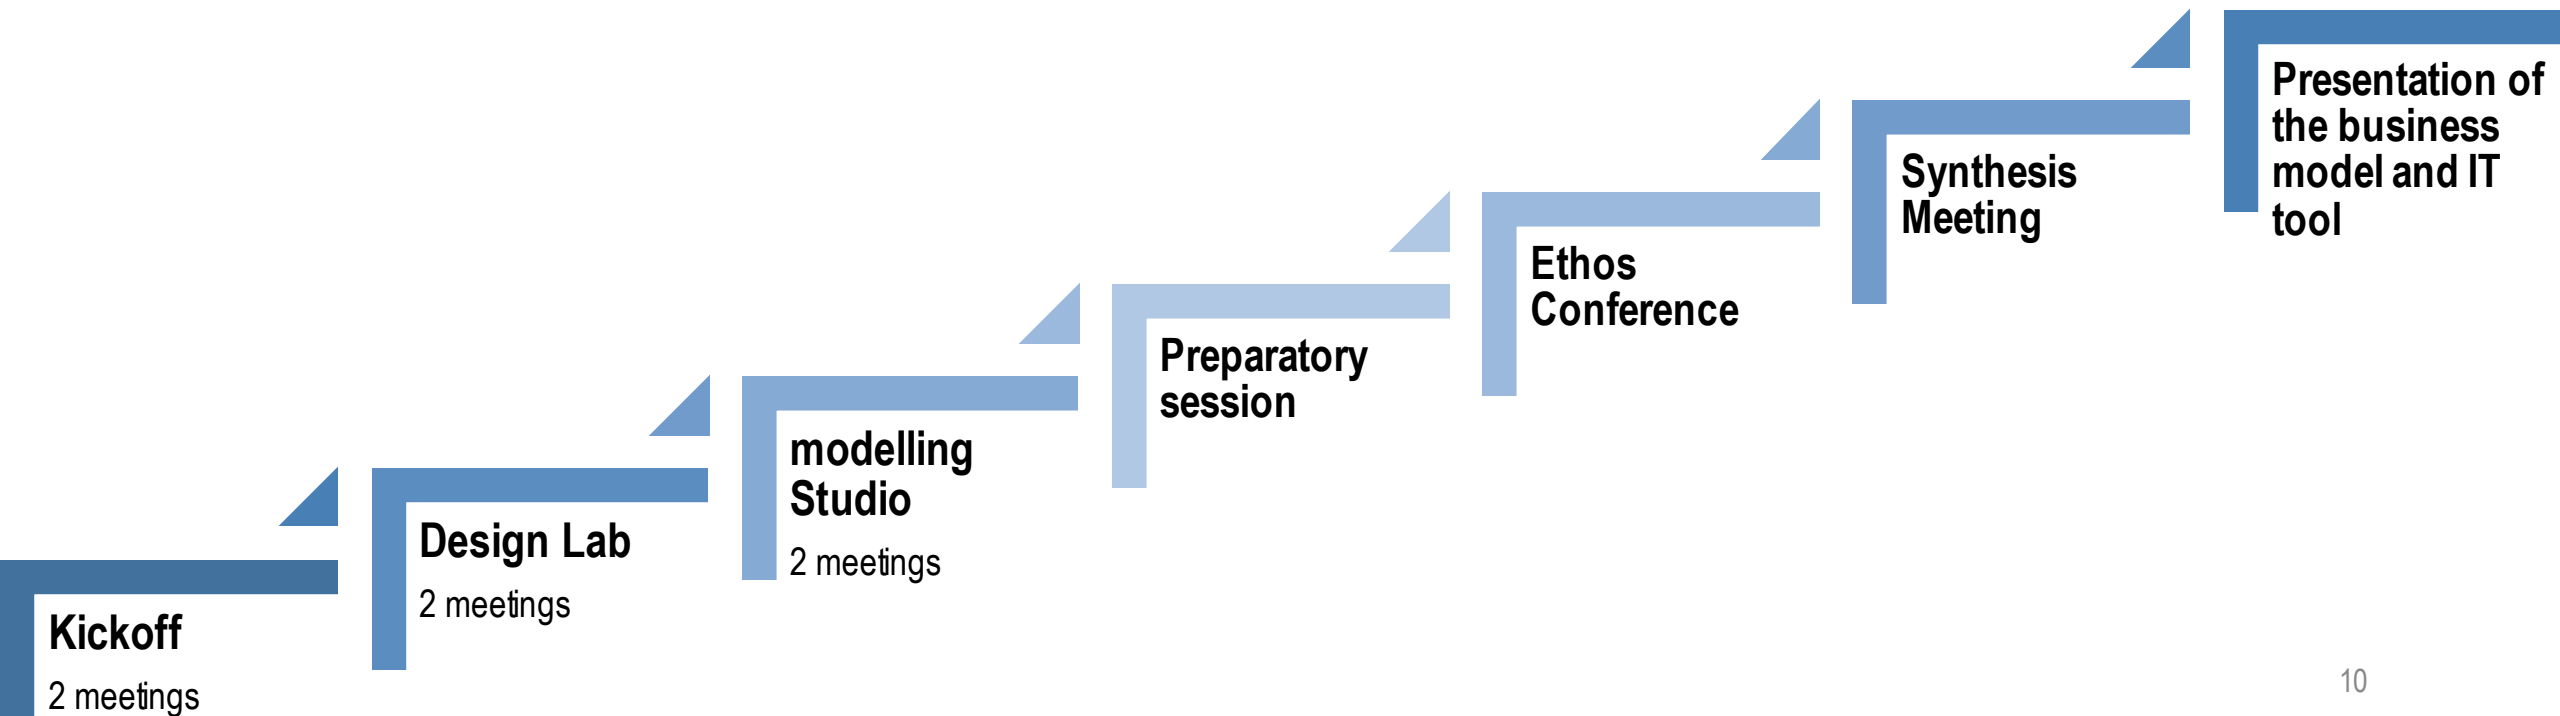 Kickoff
2 meetings
Design Lab
2 meetings
modelling
Studio
2 meetings
Preparatory
session
Ethos
Conference
Synthesis
Meeting
Presentation of
the business
model and IT
tool
10